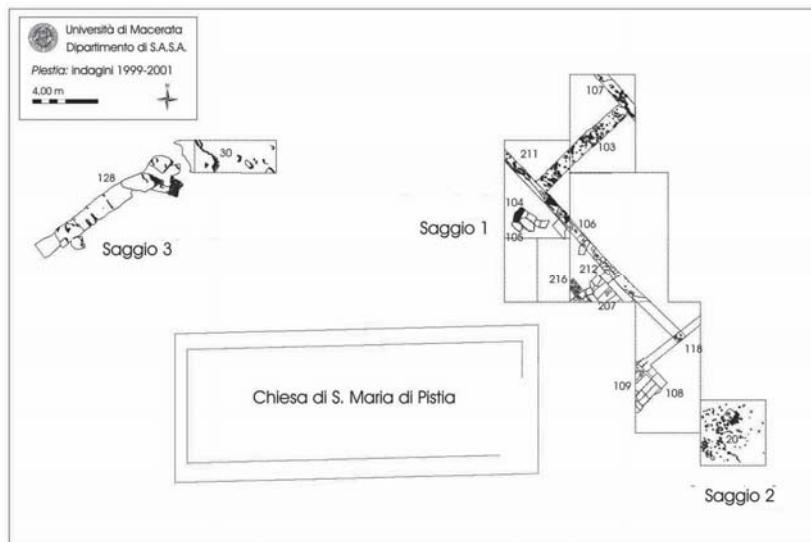 Università di Macerata
Dipartimento di S.A.S.A.
Plestia: indagini 1999-2001
4,00 m
N
107
103
211
30
128
104
105
106
Saggio 3
Saggio 1
212
216
207
118
Chiesa di S. Maria di Pistia
109
108
20
Saggio 2